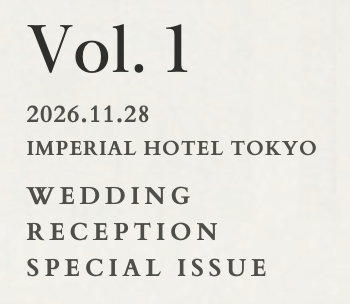 Vol. 1
2026.11.28
IMPERIAL HOTEL TOKYO
WEDDING
RECEPTION
SPECIAL ISSUE